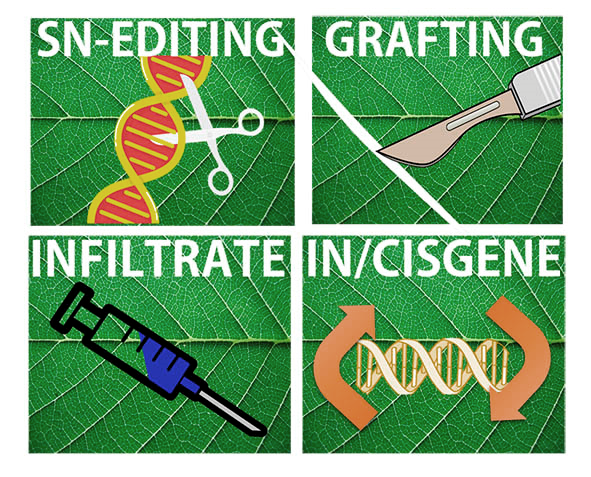 SN-EDITING
GRAFTING
INFILTRATE
IN/CISGENE